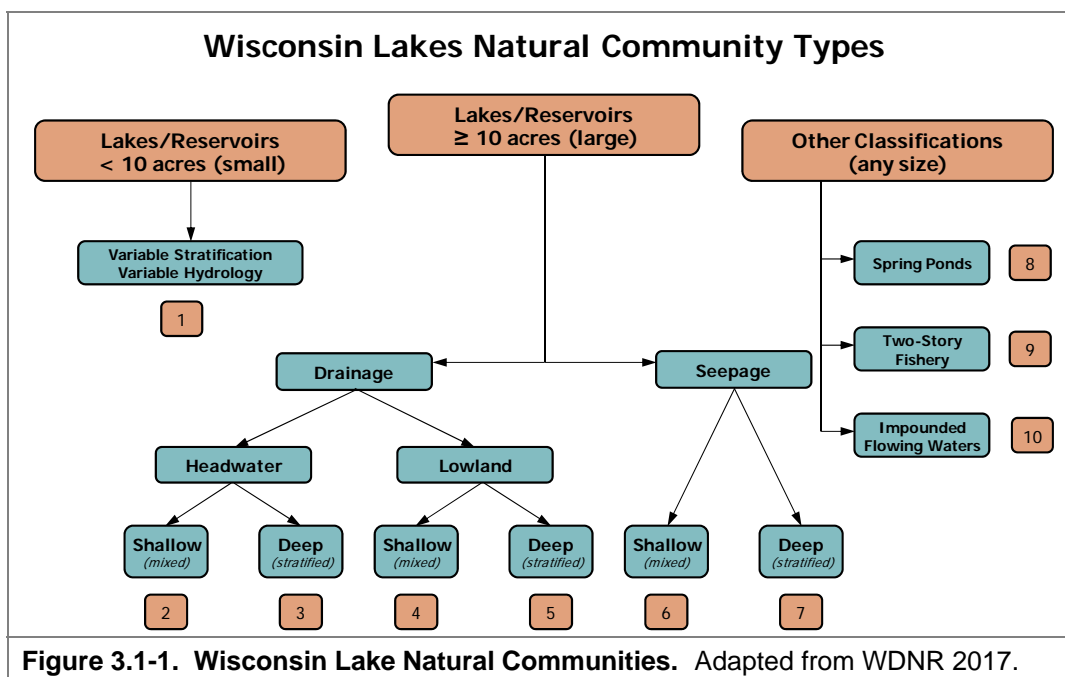 Wisconsin Lakes Natural Community Types
Lakes/Reservoirs
< 10 acres (small)
Lakes/Reservoirs
≥ 10 acres (large)
Other Classifications
(any size)
Variable Stratification
Variable Hydrology
1
Spring Ponds
8
Two-Story
Fishery
9
Impounded
Flowing Waters
10
Drainage
Seepage
Headwater
Lowland
Shallow
(mixed)
Deep
(stratified)
Shallow
(mixed)
Deep
(stratified)
Shallow
(mixed)
Deep
(stratified)
2
3
4
5
6
7
Figure 3.1-1. Wisconsin Lake Natural Communities. Adapted from WDNR 2017.